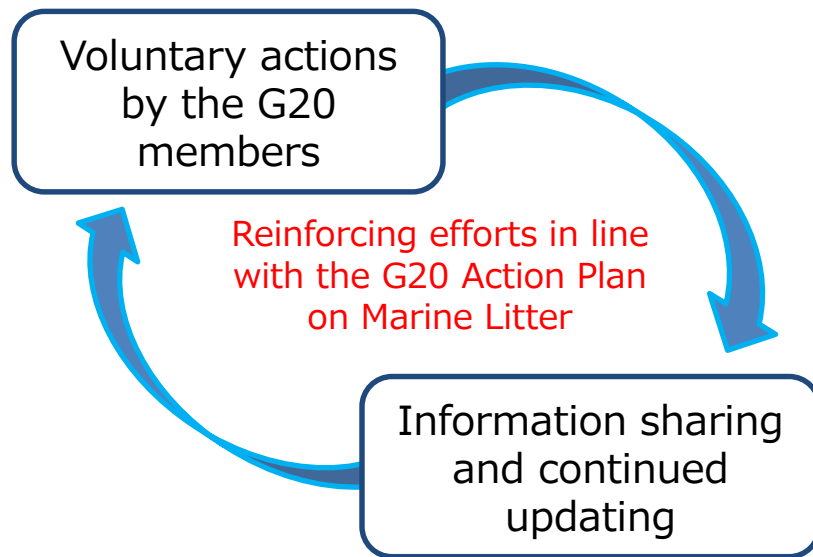 Voluntary actions
by the G20
members
Reinforcing efforts in line
with the G20 Action Plan
on Marine Litter
Information sharing
and continued
updating